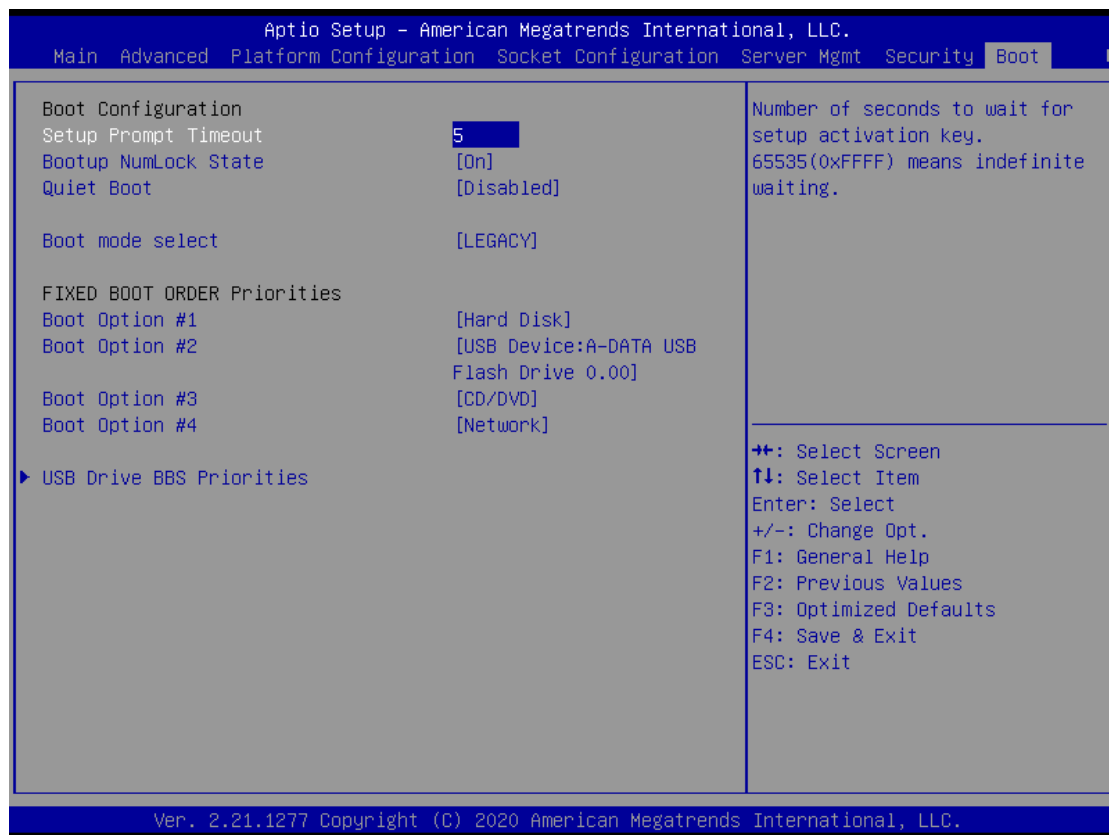 Aptio Setup – American Megatrends International, LLC.
Main Advanced Platform Configuration Socket Configuration Server Mgmt Security Boot
Boot Configuration
Setup Prompt Timeout 5
Bootup NumLock State [On]
Quiet Boot [Disabled]
Boot mode select [LEGACY]
FIXED BOOT ORDER Priorities
Boot Option #1 [Hard Disk]
Boot Option #2 [USB Device:A-DATA USB
Flash Drive 0.00]
Boot Option #3 [CD/DVD]
Boot Option #4 [Network]
USB Drive BBS Priorities
Number of seconds to wait for
setup activation key.
65535(0xFFFF) means indefinite
waiting.
→←: Select Screen
↑↓: Select Item
Enter: Select
+/-: Change Opt.
F1: General Help
F2: Previous Values
F3: Optimized Defaults
F4: Save & Exit
ESC: Exit
Ver. 2.21.1277 Copyright (C) 2020 American Megatrends International, LLC.